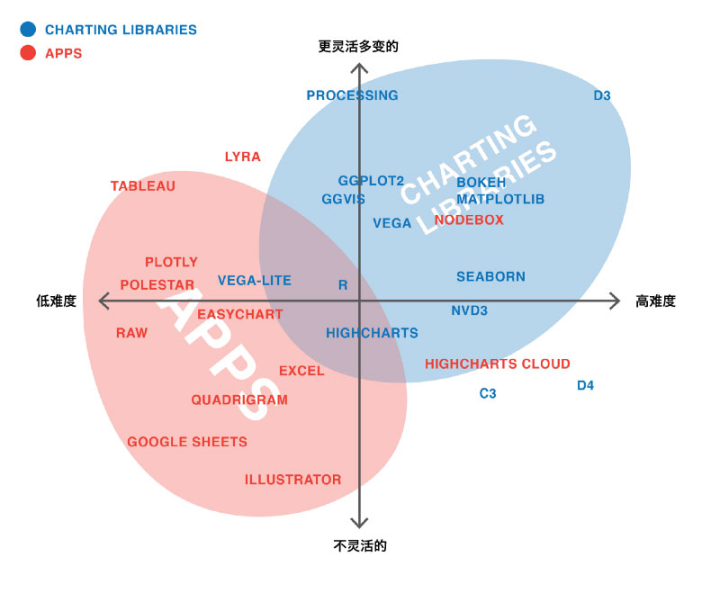 CHARTING LIBRARIES
APPS
更灵活多变的
PROCESSING
D3
CHARTING
LIBRARIES
LYRA
TABLEAU
GGPLOT2
BOKEH
GGVIS
MATPLOTLIB
VEGA
NODEBOX
PLOTLY
POLESTAR
VEGA-LITE
R
SEABORN
低难度
高难度
APPS
EASYCHART
NVD3
RAW
HIGHCHARTS
EXCEL
HIGHCHARTS CLOUD
D4
C3
QUADRIGRAM
GOOGLE SHEETS
ILLUSTRATOR
不灵活的